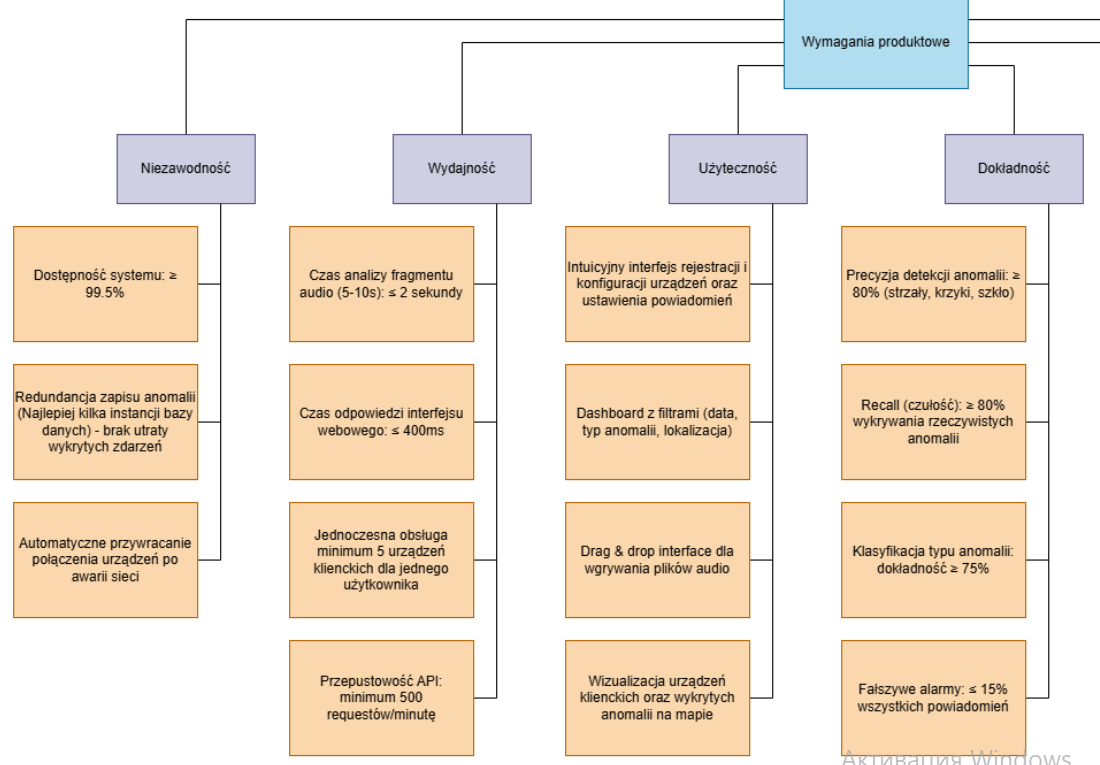 Wymagania produktowe
Niezawodność
Wydajność
Użyteczność
Dokładność
Dostępność systemu: ≥
99.5%
Redundancja zapisu anomalii
(Najlepiej kilka instancji bazy
danych) - brak utraty
wykrytych zdarzeń
Automatyczne przywracanie
połączenia urządzeń po
awarii sieci
Czas analizy fragmentu
audio (5-10s): ≤ 2 sekundy
Czas odpowiedzi interfejsu
webowego: ≤ 400ms
Jednoczesna obsługa
minimum 5 urządzeń
klienckich dla jednego
użytkownika
Przepustowość API:
minimum 500
requestów/minutę
Intuicyjny interfejs rejestracji i
konfiguracji urządzeń oraz
ustawienia powiadomień
Dashboard z filtrami (data,
typ anomalii, lokalizacja)
Drag & drop interface dla
wgrywania plików audio
Wizualizacja urządzeń
klienckich oraz wykrytych
anomalii na mapie
Precyzja detekcji anomalii: ≥
80% (strzały, krzyki, szkło)
Recall (czułość): ≥ 80%
wykrywania rzeczywistych
anomalii
Klasyfikacja typu anomalii:
dokładność ≥ 75%
Fałszywe alarmy: ≤ 15%
wszystkich powiadomień
Активация Windows